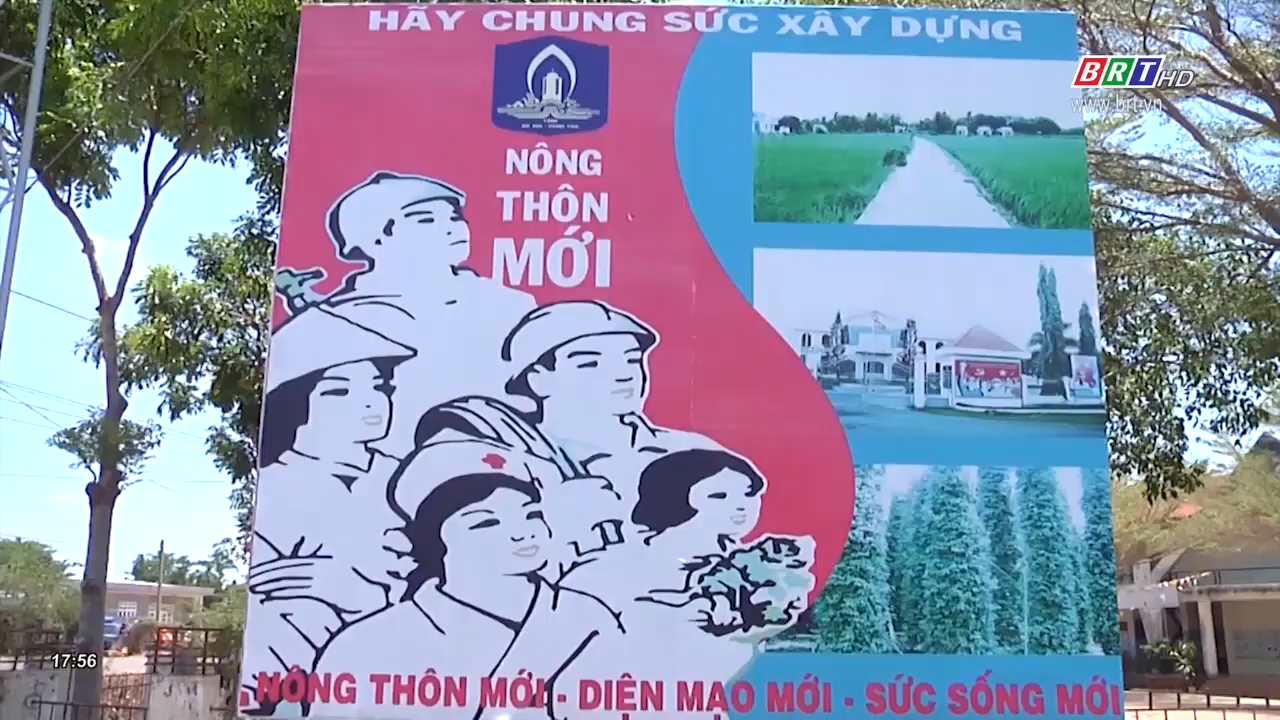 HÃY CHUNG SỨC XÂY DỰNG
BRT HD
www.brt.vn
NÔNG
THÔN
MỚI
17:56
NÔNG THÔN MỚI - DIỆN MẠO MỚI - SỨC SỐNG MỚI